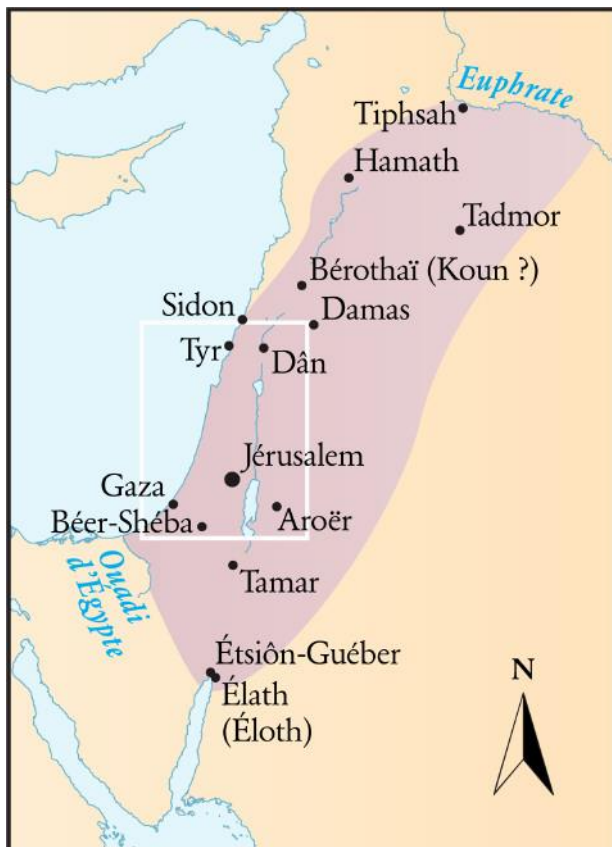 Euphrate
Tiphsah
Hamath
Tadmor
Bérothaï (Koun ?)
Sidon
Damas
Tyr
Dân
Jérusalem
Gaza
Aroër
Béer-Shéba
Ouadi
d'Égypte
Tamar
Étsiôn-Guéber
Élath
(Éloth)
N